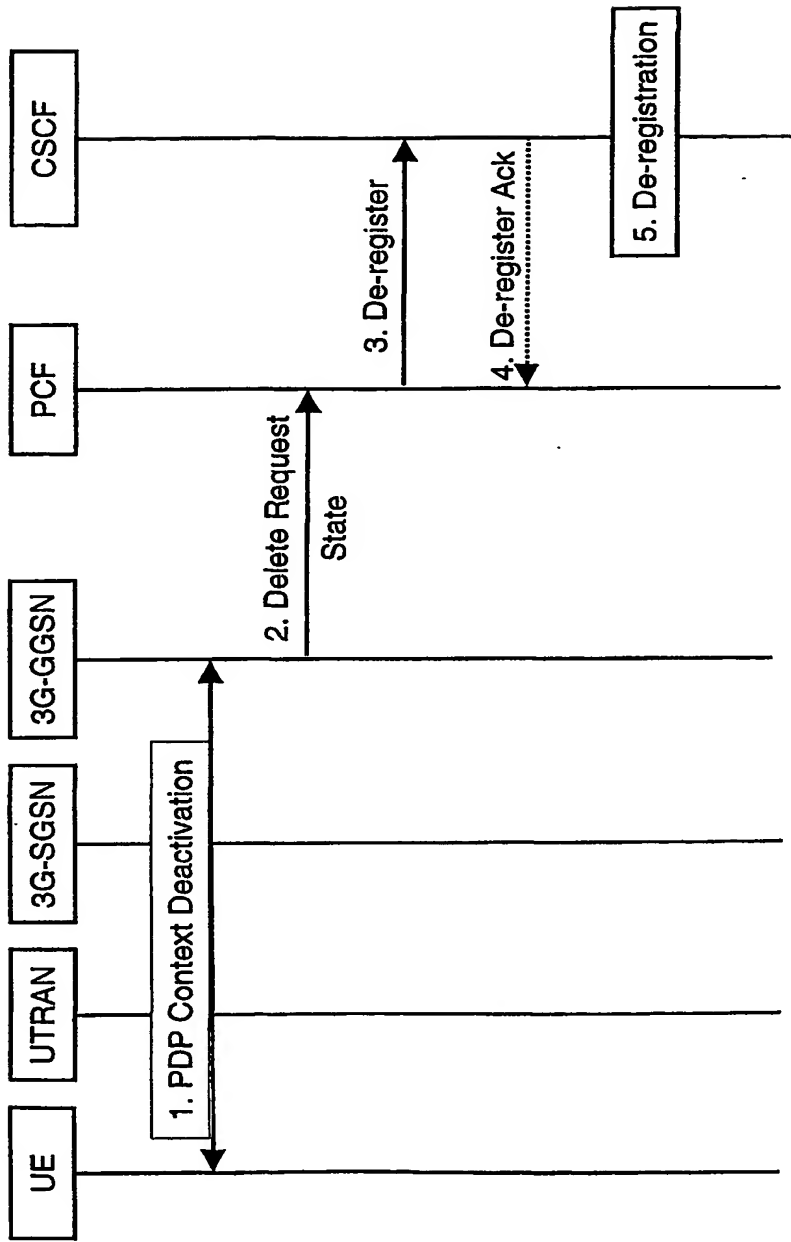 UE
UTRAN
3G-SGSN
3G-GGSN
PCF
CSCF
1. PDP Context Deactivation
2. Delete Request
State
3. De-register
4. De-register Ack
5. De-registration